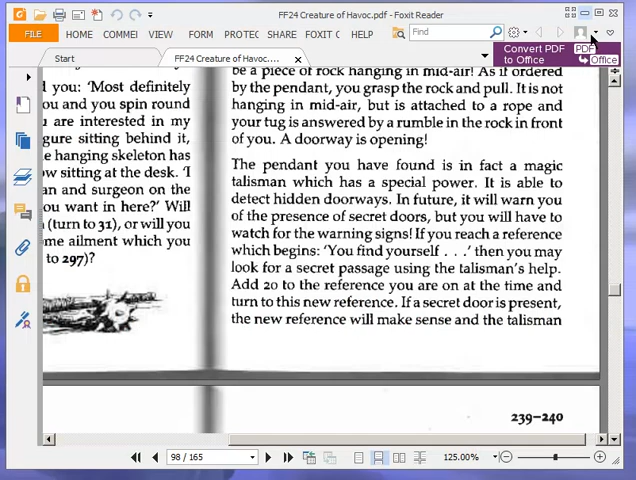 FF24 Creature of Havoc.pdf - Foxit Reader
FILE HOME COMMEI VIEW FORM PROTEC SHARE FOXIT C HELP Find
Convert PDF
to Office
PDF
Office
Start FF24 Creature of Havoc....
d you: 'Most definitely
ou and you spin round
u are interested in my
gure sitting behind it,
e hanging skeleton has
ow sitting at the desk. 'I
an and surgeon on the
ou want in here?' Will
(turn to 31), or will you
me ailment which you
to 297)?
be a piece of rock hanging in mid-air! As if ordered
by the pendant, you grasp the rock and pull. It is not
hanging in mid-air, but is attached to a rope and
your tug is answered by a rumble in the rock in front
of you. A doorway is opening!
The pendant you have found is in fact a magic
talisman which has a special power. It is able to
detect hidden doorways. In future, it will warn you
of the presence of secret doors, but you will have to
watch for the warning signs! If you reach a reference
which begins: 'You find yourself . . .' then you may
look for a secret passage using the talisman's help.
Add 20 to the reference you are on at the time and
turn to this new reference. If a secret door is present,
the new reference will make sense and the talisman
239–240
98 / 165
125.00%